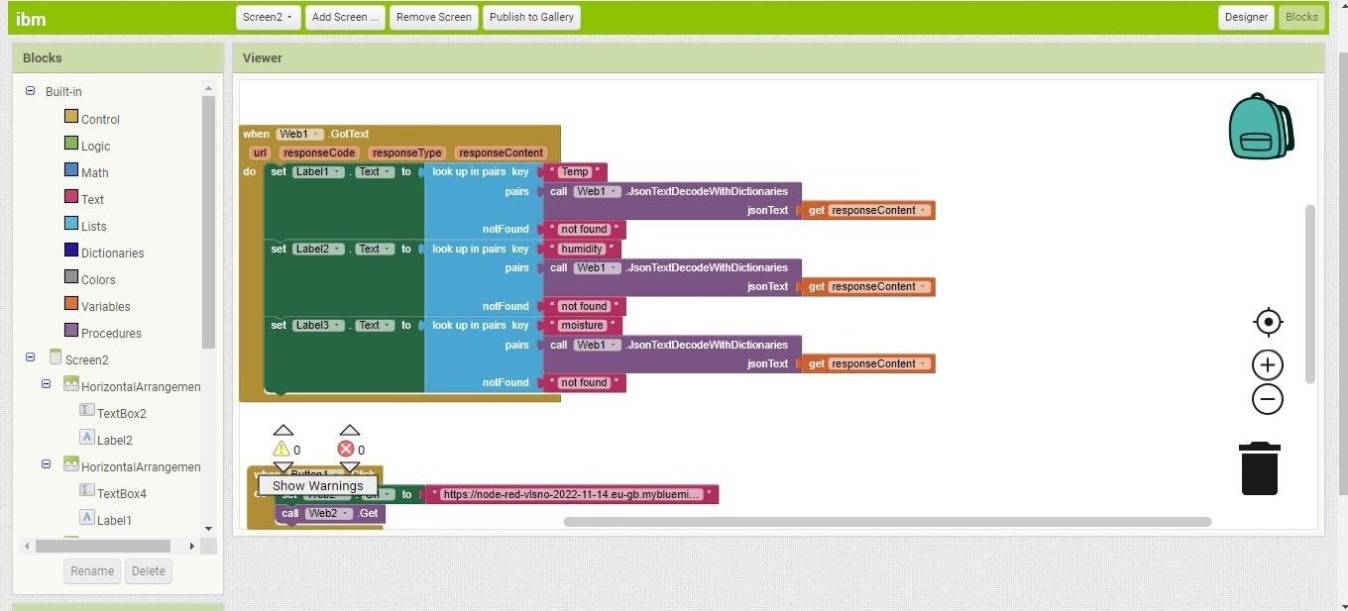 ibm Screen2 Add Screen ... Remove Screen Publish to Gallery Designer Blocks
Blocks
Viewer
Built-in
Control
Logic
Math
Text
Lists
Dictionaries
Colors
Variables
Procedures
Screen2
HorizontalArrangemen
TextBox2
Label2
HorizontalArrangemen
TextBox4
Label1
Rename Delete
when Web1 .GotText
url responseCode responseType responseContent
do set Label1 . Text to look up in pairs key " Temp "
pairs call Web1 .JsonTextDecodeWithDictionaries
jsonText get responseContent
notFound " not found "
set Label2 . Text to look up in pairs key " humidity "
pairs call Web1 .JsonTextDecodeWithDictionaries
jsonText get responseContent
notFound " not found "
set Label3 . Text to look up in pairs key " moisture "
pairs call Web1 .JsonTextDecodeWithDictionaries
jsonText get responseContent
notFound " not found "
0 0
when Button1 .Click
Show Warnings
set Web2 . Url to " https://node-red-vlsno-2022-11-14.eu-gb.mybluemi... "
call Web2 .Get